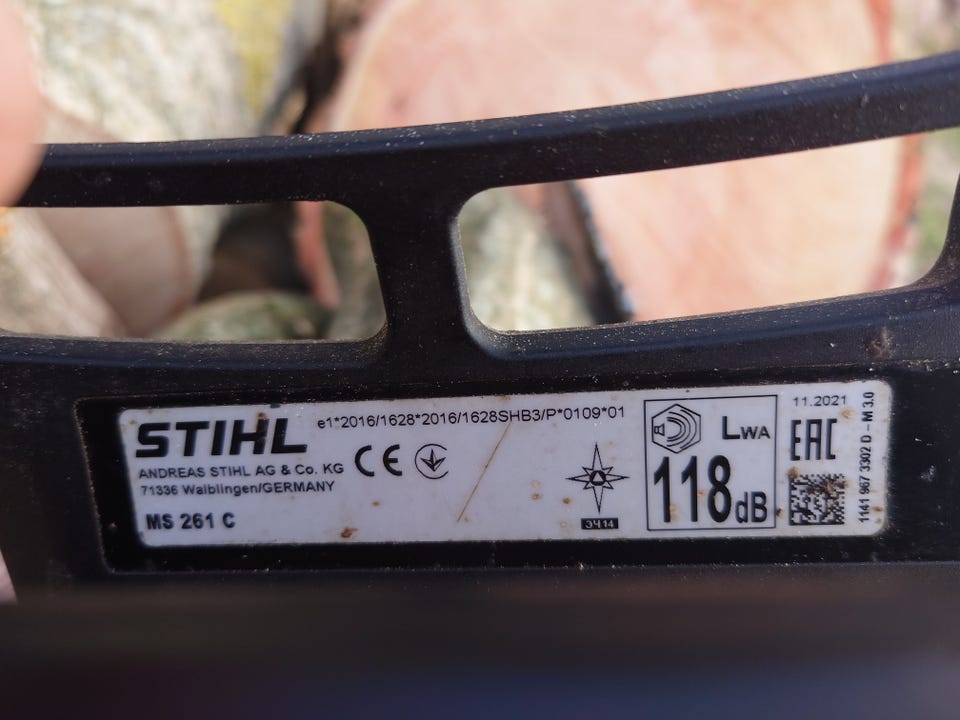 STIHL
ANDREAS STIHL AG & Co. KG
71336 Waiblingen/GERMANY
MS 261 C
e1*2016/1628*2016/1628SHB3/P*0109*01
CE
ЭЧ14
LWA
118dB
11.2021
EAC
1141 967 3302 D – M 3.0